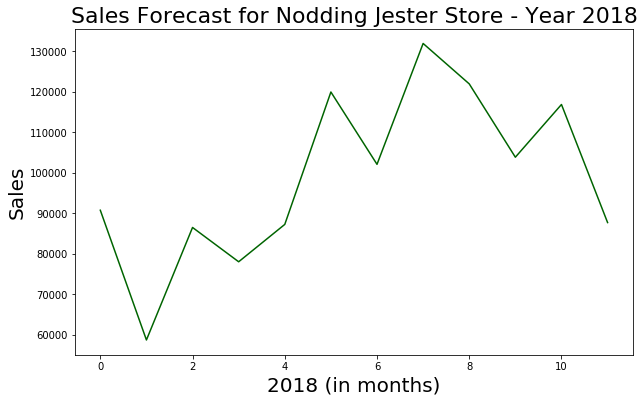 Sales Forecast for Nodding Jester Store - Year 2018
130000
120000
110000
100000
90000
80000
70000
60000
Sales
0 2 4 6 8 10
2018 (in months)